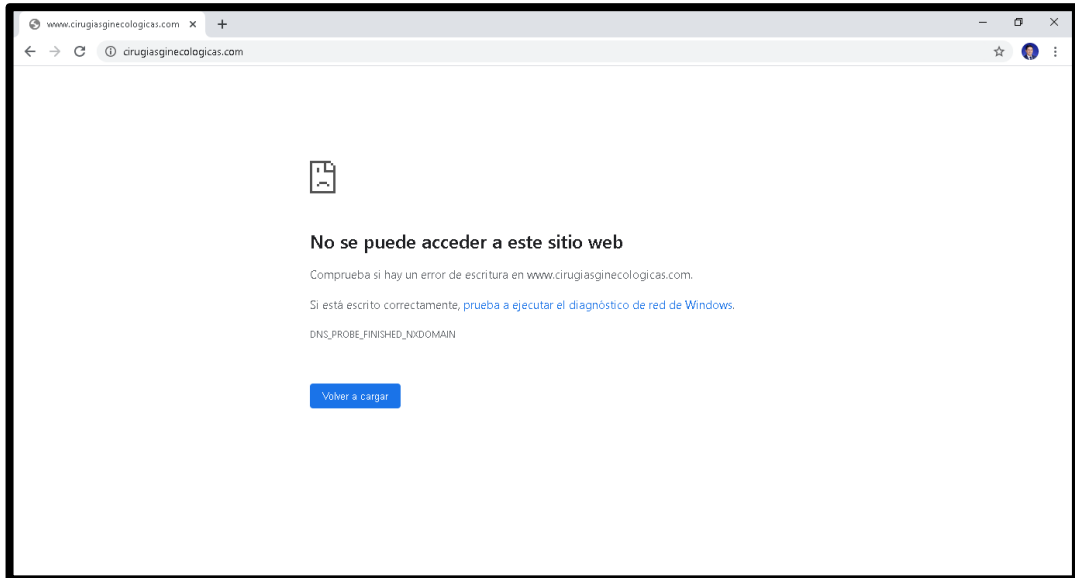 www.cirugiasginecologicas.com
cirugiasginecologicas.com
No se puede acceder a este sitio web
Comprueba si hay un error de escritura en www.cirugiasginecologicas.com.
Si está escrito correctamente, prueba a ejecutar el diagnóstico de red de Windows.
DNS_PROBE_FINISHED_NXDOMAIN
Volver a cargar